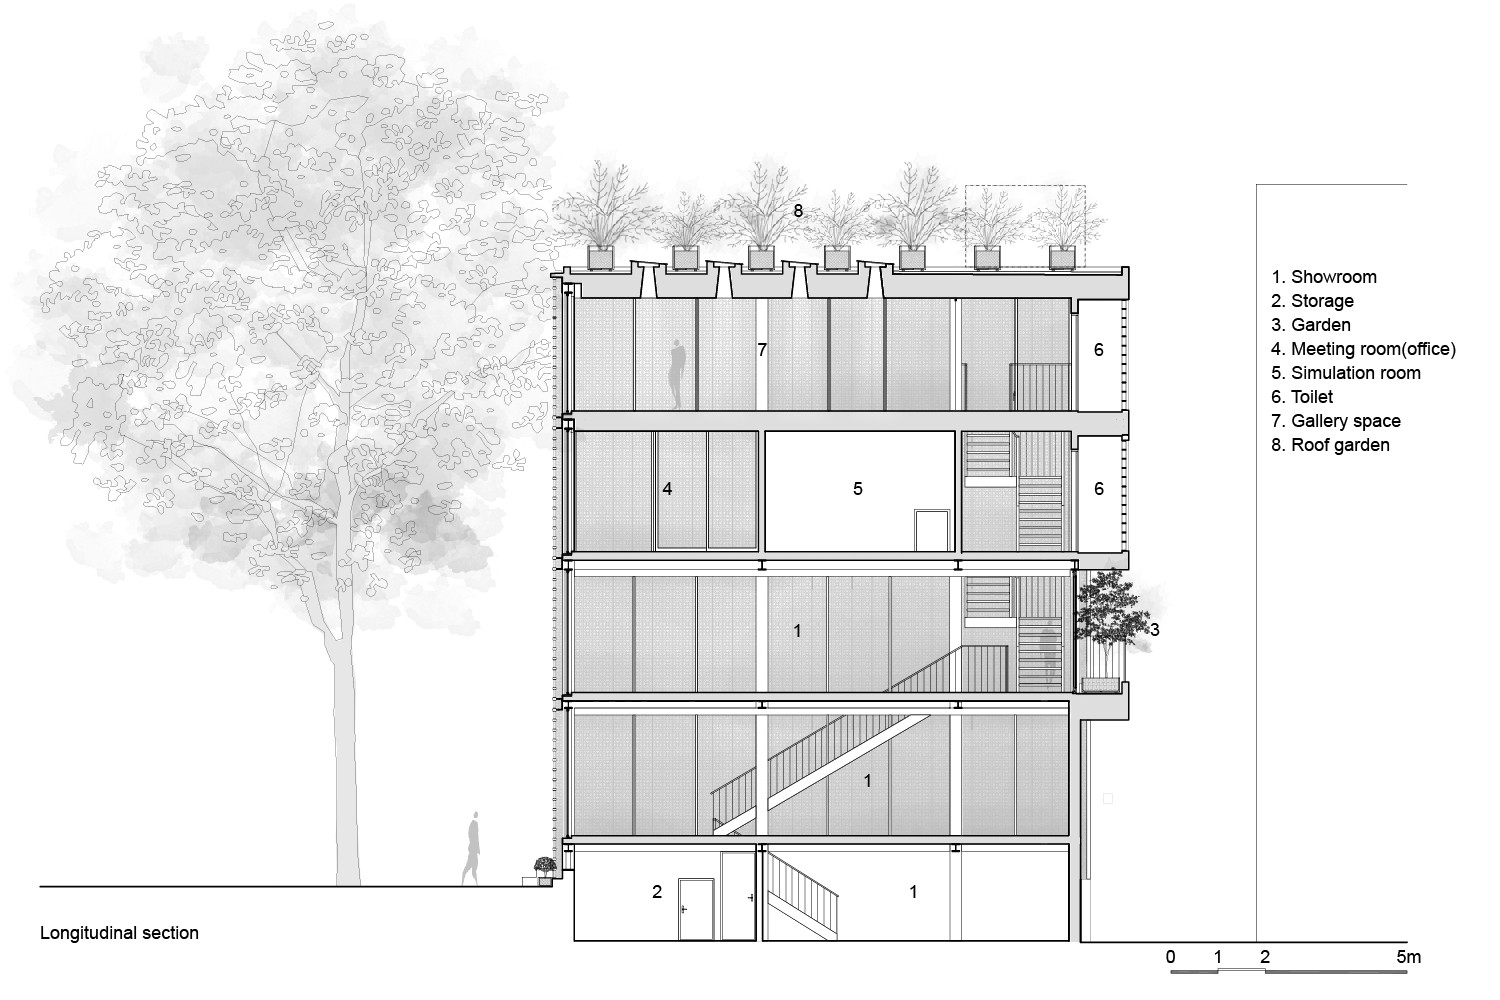 8
1. Showroom
2. Storage
3. Garden
4. Meeting room(office)
5. Simulation room
6. Toilet
7. Gallery space
8. Roof garden
7
6
4
5
6
1
3
1
2
1
Longitudinal section
0 1 2 5m